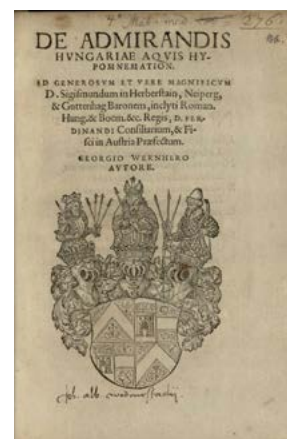 DE ADMIRANDIS
HVNGARIAE AQVIS HY-
POMNEMATION.
AD GENEROSVM ET VERE MAGNIFICVM
D. Sigismundum in Herberstain, Neiperg,
& Guttenhag Baronem, inclyti Roman.
Hung. & Boem. &c. Regis, D. FER-
DINANDI Consiliarium, & Fi-
sci in Austria Præfectum.
GEORGIO WERNHERO
AVTORE.